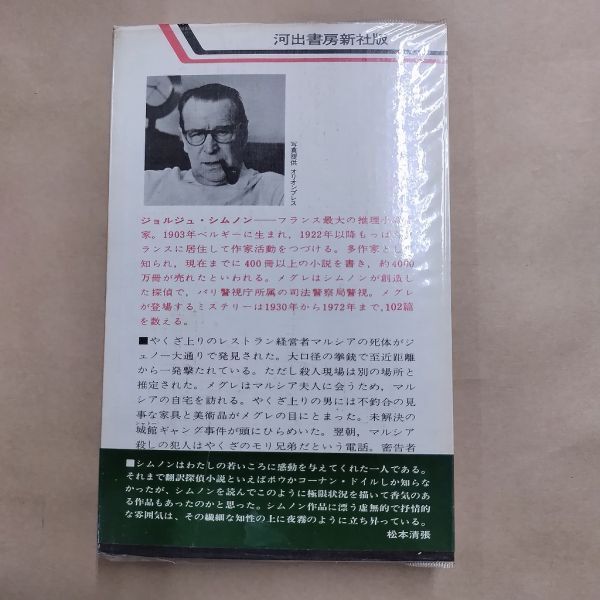 河出書房新社版
写真提供 オリオンプレス
ジョルジュ・シムノン――フランス最大の推理小説
家。1903年ベルギーに生まれ，1922年以降もっぱらフ
ランスに居住して作家活動をつづける。多作家として
知られ，現在までに400冊以上の小説を書き，約4000
万冊が売れたといわれる。メグレはシムノンが創造し
た探偵で，パリ警視庁所属の司法警察局警視。メグレ
が登場するミステリーは1930年から1972年まで，102篇
を数える。
■やくざ上りのレストラン経営者マルシアの死体がジ
ュノー大通りで発見された。大口径の拳銃で至近距離
から一発撃たれている。ただし殺人現場は別の場所と
推定された。メグレはマルシア夫人に会うため，マル
シアの自宅を訪れる。やくざ上りの男には不釣合の見
事な家具と美術品がメグレの目にとまった。未解決の
城館ギャング事件が頭にひらめいた。翌朝，マルシア
殺しの犯人はやくざのモリ兄弟だという電話。密告者
■シムノンはわたしの若いころに感動を与えてくれた一人である。
それまで翻訳探偵小説といえばポウかコーナン・ドイルしか知らな
かったが、シムノンを読んでこのように極限状況を描いて香気のあ
る作品もあったのかと思った。シムノン作品に漂う虚無的で抒情的
な雰囲気は、その繊細な知性の上に夜霧のように立ち昇っている。
松本清張